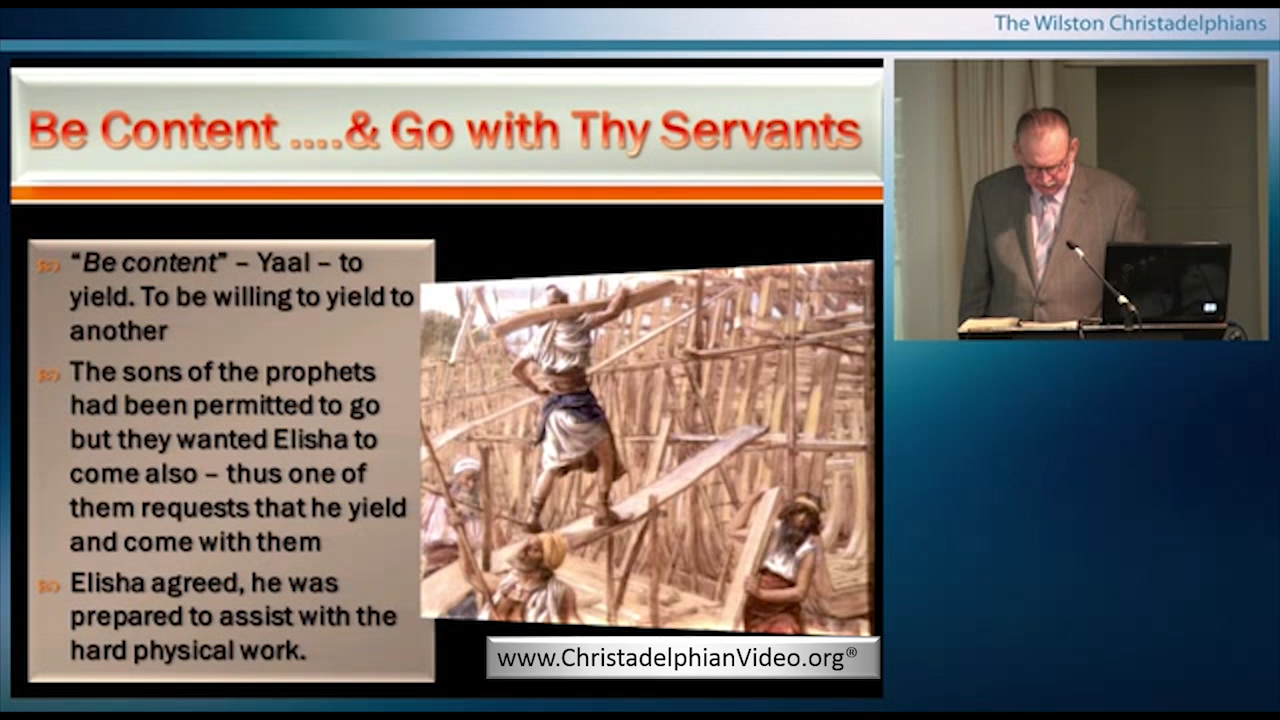 The Wilston Christadelphians
Be Content ....& Go with Thy Servants
“Be content” – Yaal – to
yield. To be willing to yield to
another
The sons of the prophets
had been permitted to go
but they wanted Elisha to
come also – thus one of
them requests that he yield
and come with them
Elisha agreed, he was
prepared to assist with the
hard physical work.
www.ChristadelphianVideo.org®